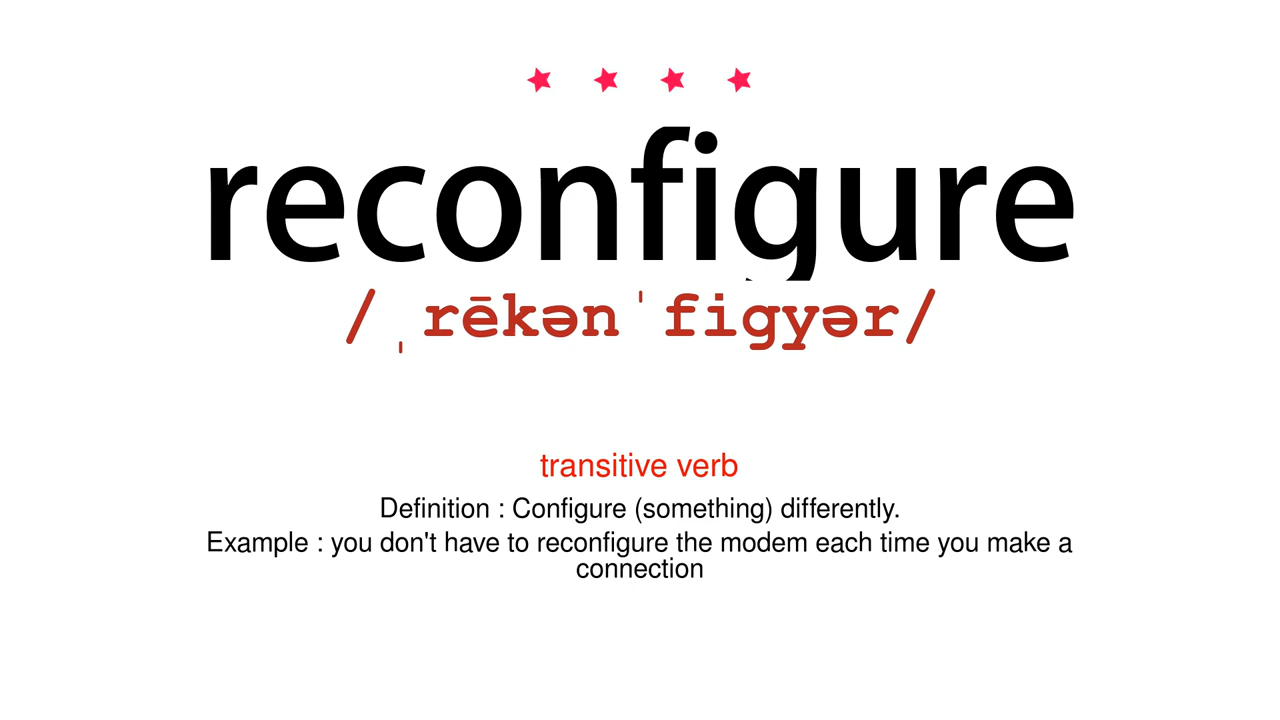 reconfigure
/ˌrēkənˈfigyər/
transitive verb
Definition : Configure (something) differently.
Example : you don't have to reconfigure the modem each time you make a
connection